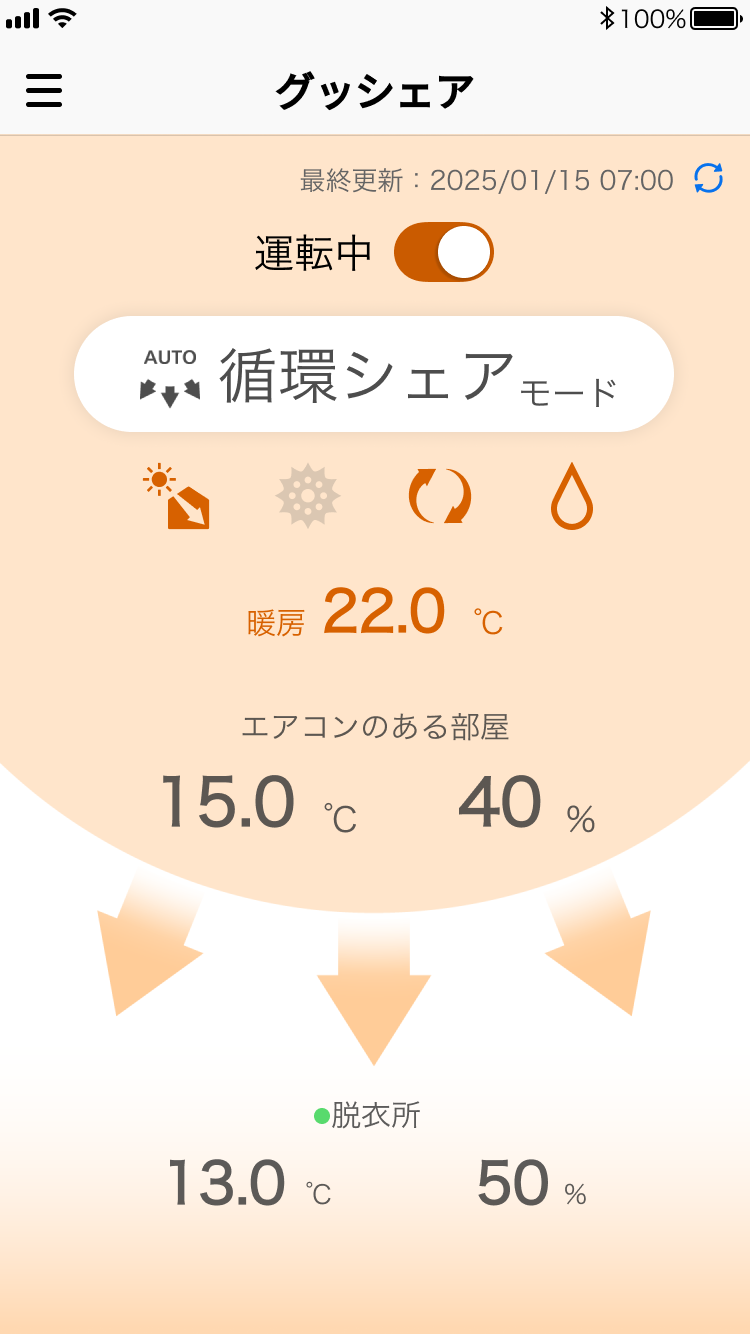 100%
グッシェア
最終更新：2025/01/15 07:00
運転中
AUTO 循環シェアモード
暖房 22.0 ℃
エアコンのある部屋
15.0 ℃ 40 %
脱衣所
13.0 ℃ 50 %